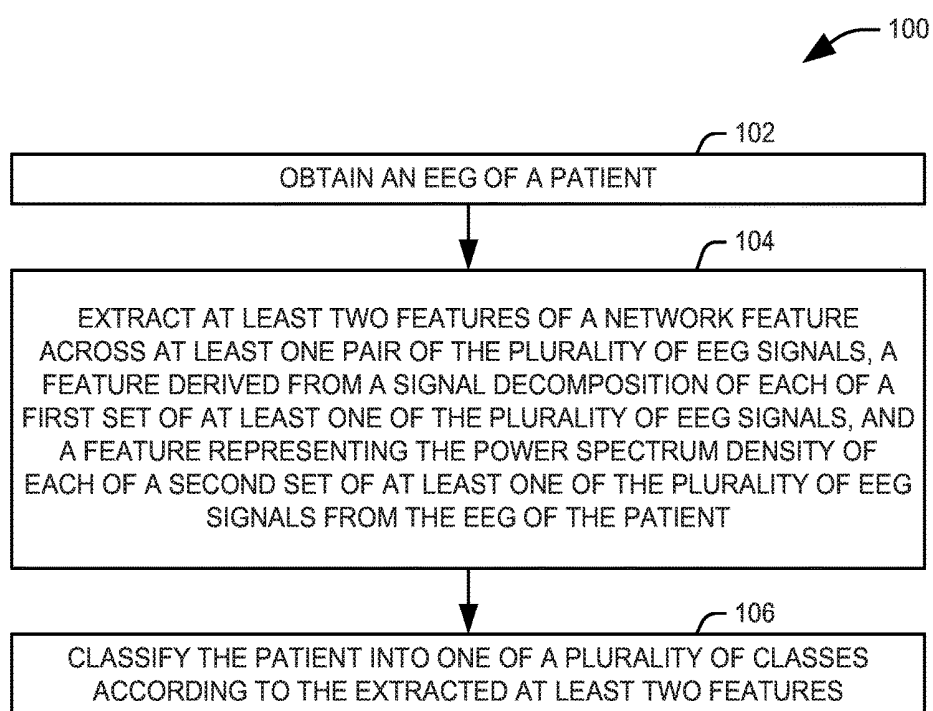 100
102
OBTAIN AN EEG OF A PATIENT
104
EXTRACT AT LEAST TWO FEATURES OF A NETWORK FEATURE
ACROSS AT LEAST ONE PAIR OF THE PLURALITY OF EEG SIGNALS, A
FEATURE DERIVED FROM A SIGNAL DECOMPOSITION OF EACH OF A
FIRST SET OF AT LEAST ONE OF THE PLURALITY OF EEG SIGNALS, AND
A FEATURE REPRESENTING THE POWER SPECTRUM DENSITY OF
EACH OF A SECOND SET OF AT LEAST ONE OF THE PLURALITY OF EEG
SIGNALS FROM THE EEG OF THE PATIENT
106
CLASSIFY THE PATIENT INTO ONE OF A PLURALITY OF CLASSES
ACCORDING TO THE EXTRACTED AT LEAST TWO FEATURES